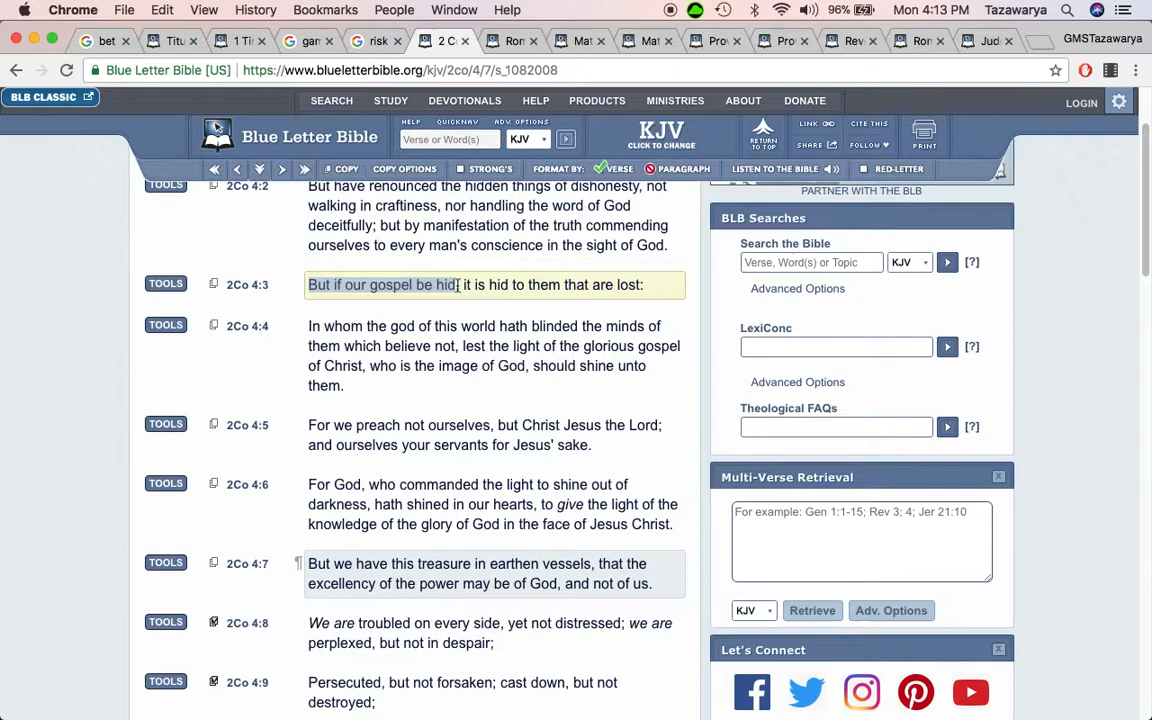 Chrome File Edit View History Bookmarks People Window Help 96% Mon 4:13 PM Tazawarya
bet Titu 1 Tim gam risk 2 Co Rom Mat Mat Prov Prov Rev Rom Jude GMSTazawarya
Blue Letter Bible [US] https://www.blueletterbible.org/kjv/2co/4/7/s_1082008
BLB CLASSIC SEARCH STUDY DEVOTIONALS HELP PRODUCTS MINISTRIES ABOUT DONATE LOGIN
HELP QUICKNAV ADV. OPTIONS
Blue Letter Bible Verse or Word(s) KJV KJV CLICK TO CHANGE RETURN TO TOP LINK CITE THIS SHARE FOLLOW PRINT
COPY COPY OPTIONS STRONG'S FORMAT BY: VERSE PARAGRAPH LISTEN TO THE BIBLE RED-LETTER
PARTNER WITH THE BLB
TOOLS 2Co 4:2 But have renounced the hidden things of dishonesty, not
walking in craftiness, nor handling the word of God
deceitfully; but by manifestation of the truth commending
ourselves to every man's conscience in the sight of God.
TOOLS 2Co 4:3 But if our gospel be hid, it is hid to them that are lost:
TOOLS 2Co 4:4 In whom the god of this world hath blinded the minds of
them which believe not, lest the light of the glorious gospel
of Christ, who is the image of God, should shine unto
them.
TOOLS 2Co 4:5 For we preach not ourselves, but Christ Jesus the Lord;
and ourselves your servants for Jesus' sake.
TOOLS 2Co 4:6 For God, who commanded the light to shine out of
darkness, hath shined in our hearts, to give the light of the
knowledge of the glory of God in the face of Jesus Christ.
TOOLS 2Co 4:7 ¶ But we have this treasure in earthen vessels, that the
excellency of the power may be of God, and not of us.
TOOLS 2Co 4:8 We are troubled on every side, yet not distressed; we are
perplexed, but not in despair;
TOOLS 2Co 4:9 Persecuted, but not forsaken; cast down, but not
destroyed;
BLB Searches
Search the Bible
Verse, Word(s) or Topic KJV [?]
Advanced Options
LexiConc
[?]
Advanced Options
Theological FAQs
[?]
Multi-Verse Retrieval x
For example: Gen 1:1-15; Rev 3; 4; Jer 21:10
KJV Retrieve Adv. Options
Let's Connect x